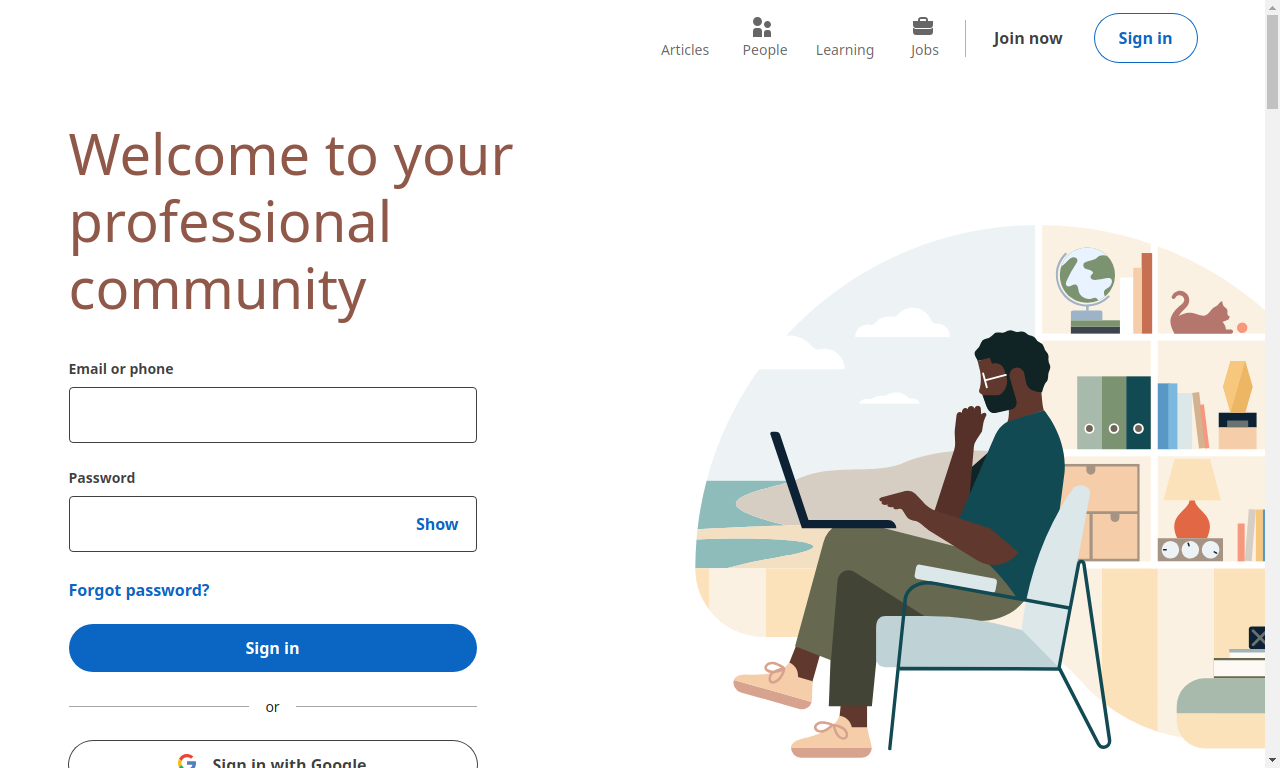 Articles
People
Learning
Jobs
Join now
Sign in
Welcome to your
professional
community
Email or phone
Password
Show
Forgot password?
Sign in
or
Sign in with Google